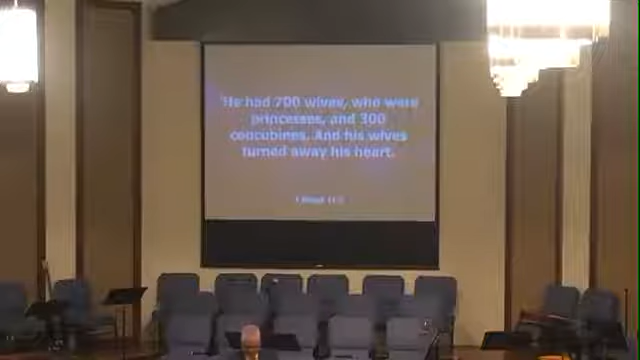 He had 700 wives, who were
princesses, and 300
concubines. And his wives
turned away his heart.